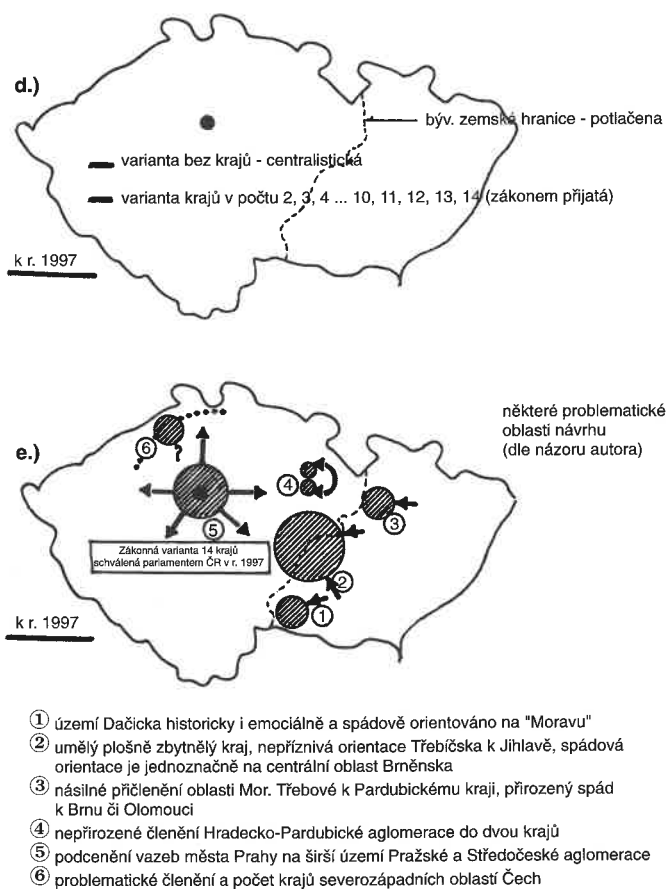 d.)
býv. zemská hranice - potlačena
varianta bez krajů - centralistická
varianta krajů v počtu 2, 3, 4 ... 10, 11, 12, 13, 14 (zákonem přijatá)
k r. 1997
některé problematické
oblasti návrhu
(dle názoru autora)
e.)
6
?
4
3
5
Zákonná varianta 14 krajů
schválená parlamentem ČR v r. 1997
2
1
k r. 1997
① území Dačicka historicky i emociálně a spádově orientováno na "Moravu"
② umělý plošně zbytnělý kraj, nepříznivá orientace Třebíčska k Jihlavě, spádová
orientace je jednoznačně na centrální oblast Brněnska
③ násilné přičlenění oblasti Mor. Třebové k Pardubickému kraji, přirozený spád
k Brnu či Olomouci
④ nepřirozené členění Hradecko-Pardubické aglomerace do dvou krajů
⑤ podcenění vazeb města Prahy na širší území Pražské a Středočeské aglomerace
⑥ problematické členění a počet krajů severozápadních oblastí Čech